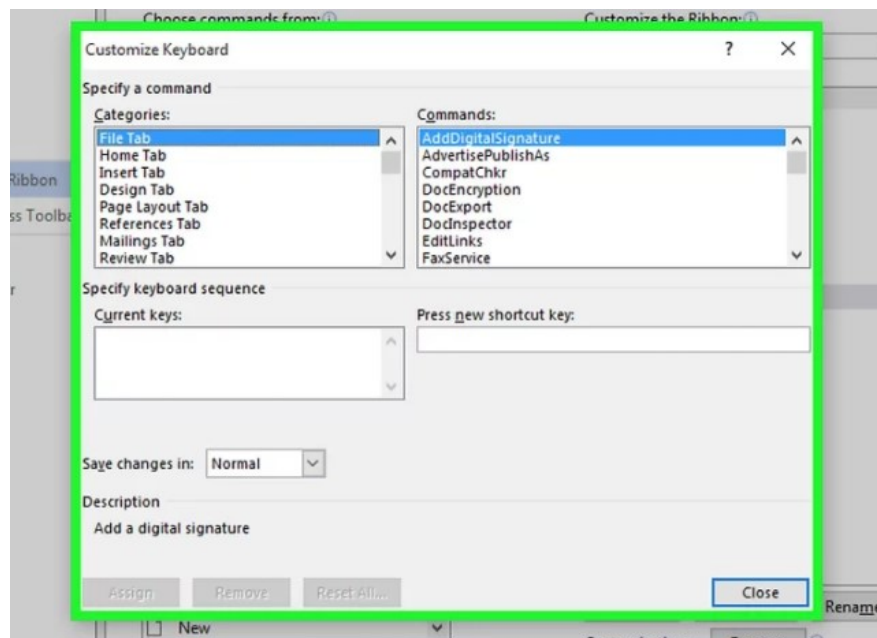 Choose commands from:
Customize the Ribbon:
Customize Keyboard
?
Specify a command
Categories:
Commands:
File Tab
Home Tab
Insert Tab
Design Tab
Page Layout Tab
References Tab
Mailings Tab
Review Tab
AddDigitalSignature
AdvertisePublishAs
CompatChkr
DocEncryption
DocExport
DocInspector
EditLinks
FaxService
Ribbon
Specify keyboard sequence
Current keys:
Press new shortcut key:
Save changes in:
Normal
Description
Add a digital signature
Assign
Remove
Reset All...
Close
New